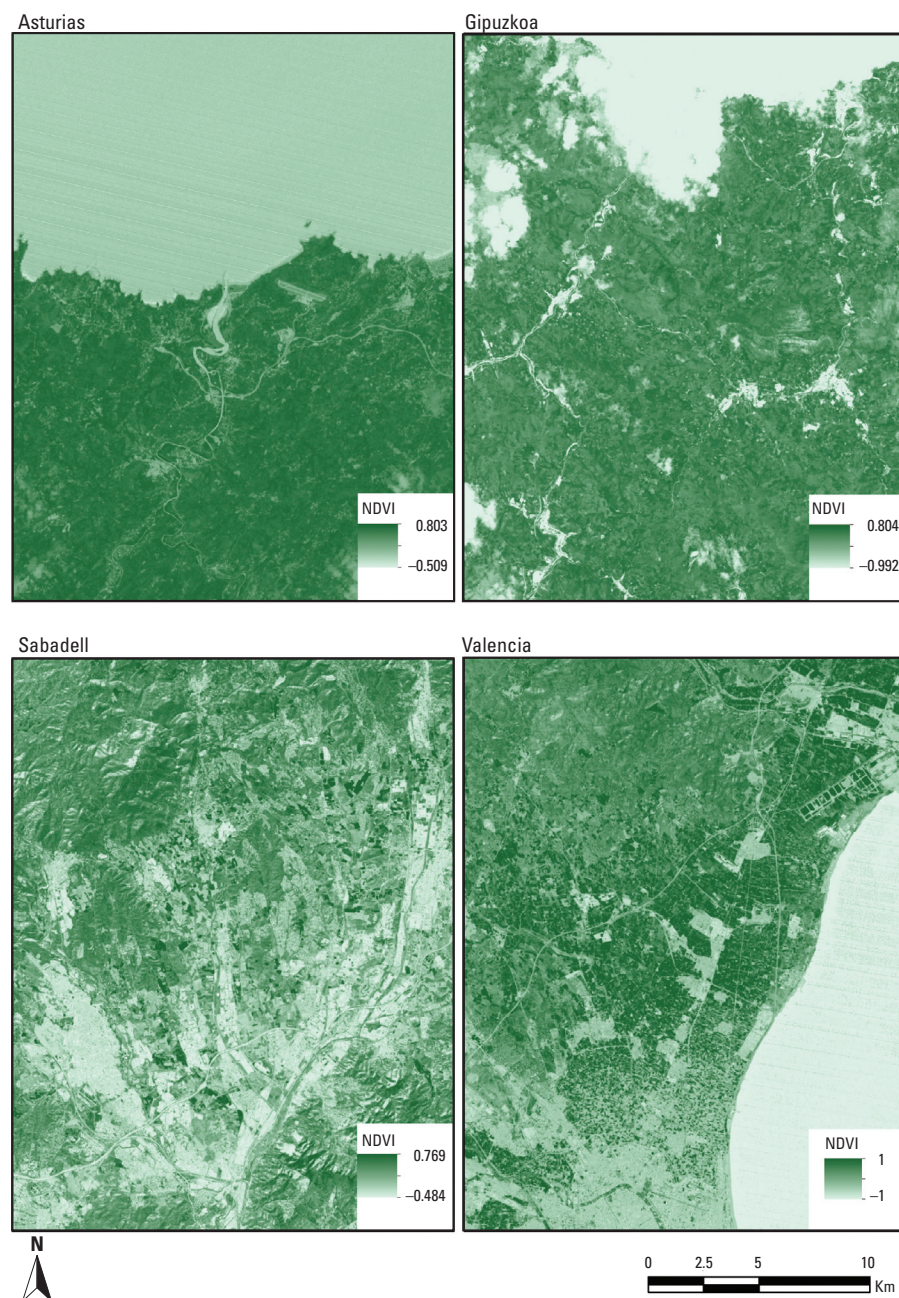 Asturias
Gipuzkoa
NDVI
0.803
–0.509
NDVI
0.804
–0.992
Sabadell
Valencia
NDVI
0.769
–0.484
NDVI
1
–1
N
0 2.5 5 10
Km